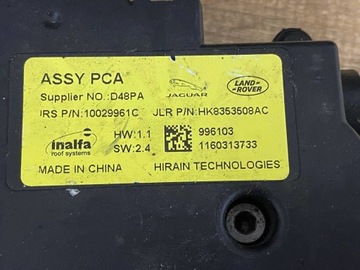 ASSY PCA
JAGUAR
LAND ROVER
Supplier NO.:D48PA
IRS P/N:10029961C JLR P/N:HK8353508AC
inalfa
roof systems
HW:1.1
SW:2.4
996103
1160313733
MADE IN CHINA HIRAIN TECHNOLOGIES